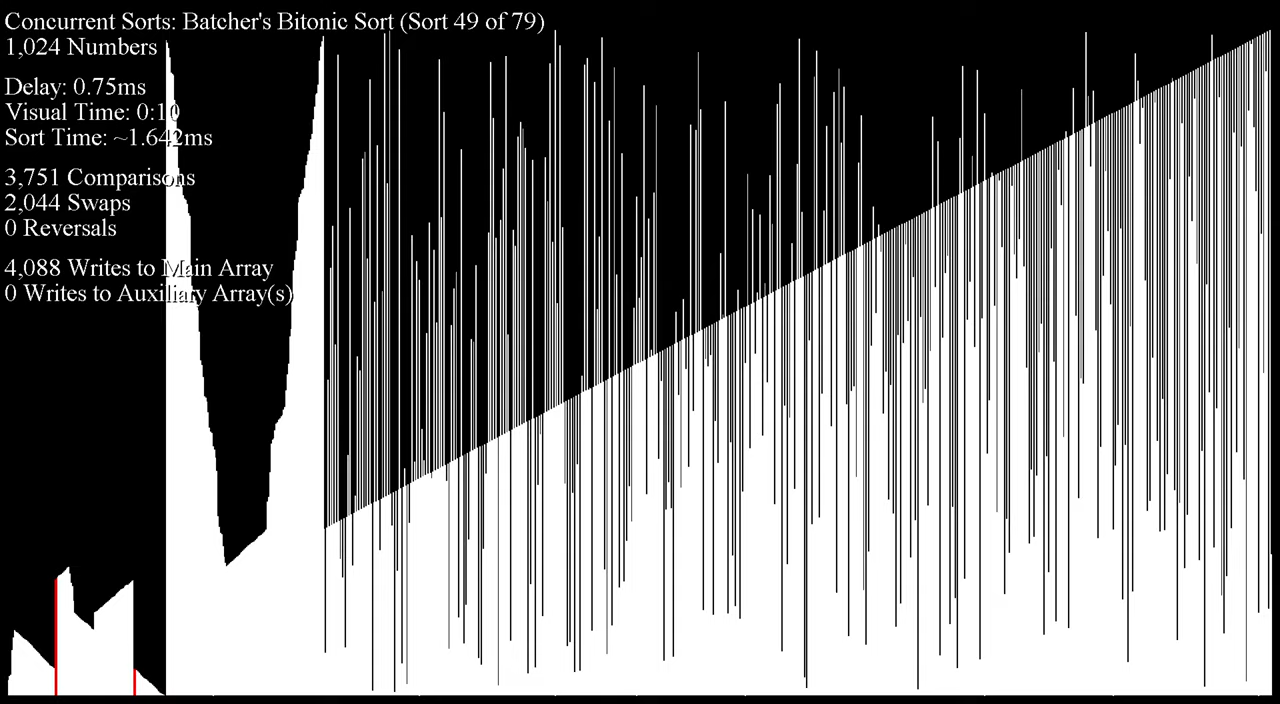 Concurrent Sorts: Batcher's Bitonic Sort (Sort 49 of 79)
1,024 Numbers
Delay: 0.75ms
Visual Time: 0:10
Sort Time: ~1.642ms
3,751 Comparisons
2,044 Swaps
0 Reversals
4,088 Writes to Main Array
0 Writes to Auxiliary Array(s)